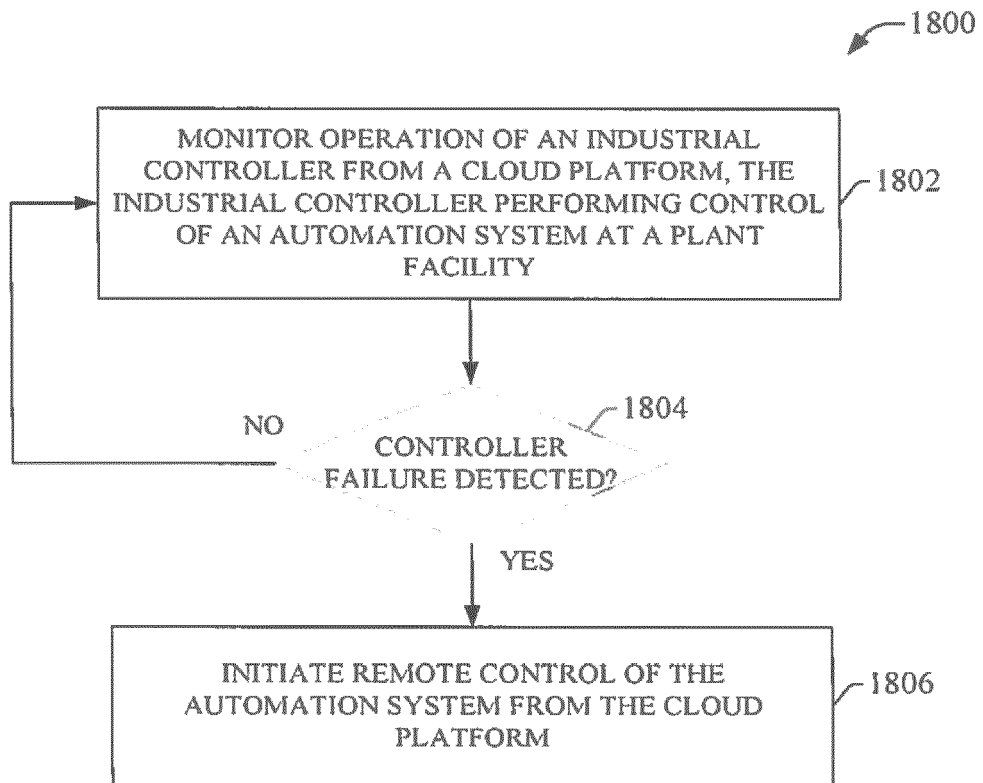 1800
MONITOR OPERATION OF AN INDUSTRIAL
CONTROLLER FROM A CLOUD PLATFORM, THE
INDUSTRIAL CONTROLLER PERFORMING CONTROL
OF AN AUTOMATION SYSTEM AT A PLANT
FACILITY
1802
1804
NO
CONTROLLER
FAILURE DETECTED?
YES
INITIATE REMOTE CONTROL OF THE
AUTOMATION SYSTEM FROM THE CLOUD
PLATFORM
1806